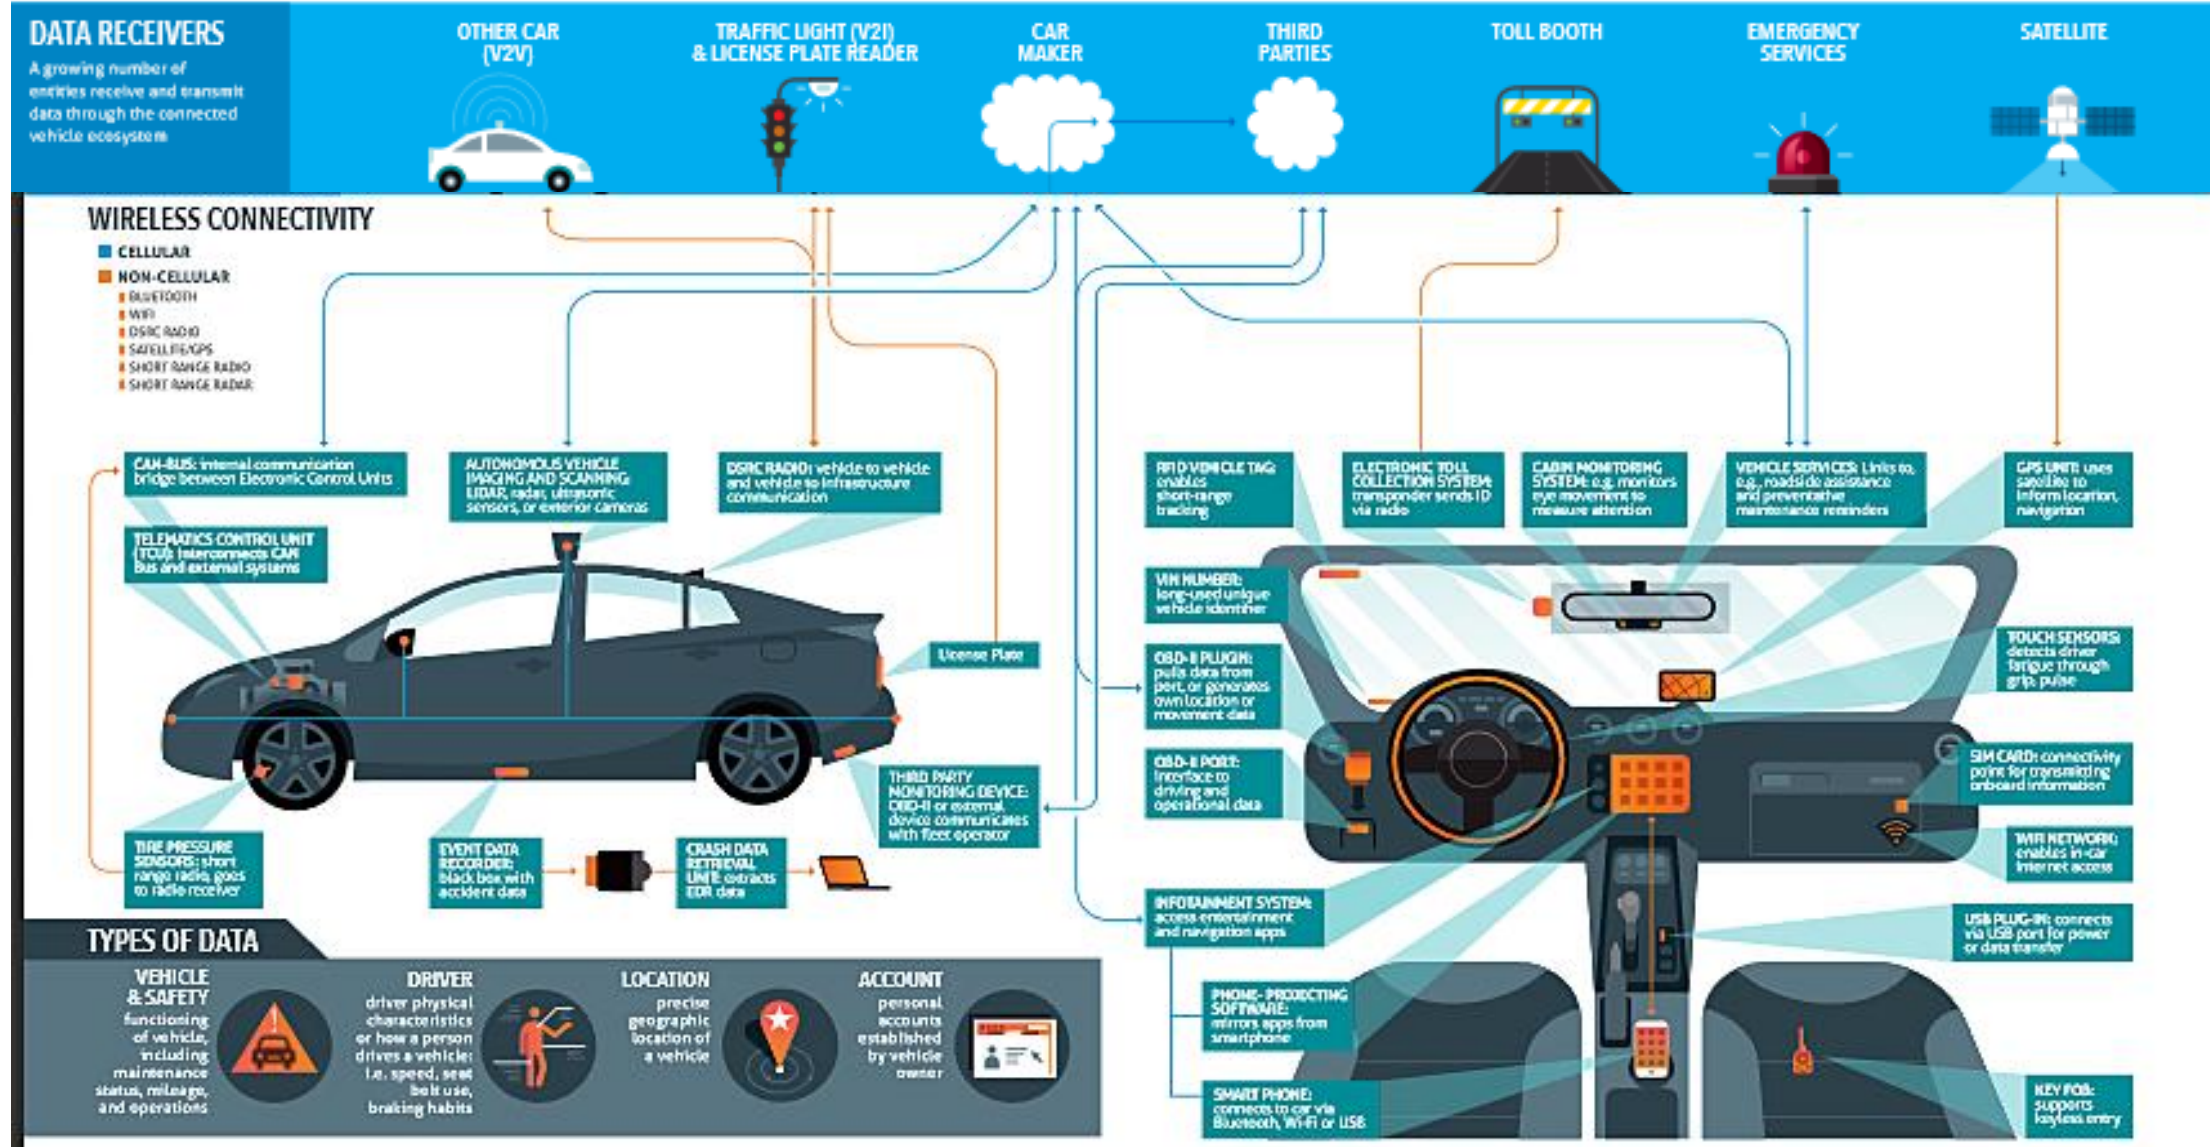 DATA RECEIVERS
A growing number of
entities receive and transmit
data through the connected
vehicle ecosystem
OTHER CAR
(V2V)
TRAFFIC LIGHT (V2I)
& LICENSE PLATE READER
CAR
MAKER
THIRD
PARTIES
TOLL BOOTH
EMERGENCY
SERVICES
SATELLITE
WIRELESS CONNECTIVITY
CELLULAR
NON-CELLULAR
BLUETOOTH
WIFI
DSRC RADIO
SATELLITE/GPS
SHORT RANGE RADIO
SHORT RANGE RADAR
CAN-BUS: internal communication
bridge between Electronic Control Units
TELEMATICS CONTROL UNIT
(TCU): Interconnects CAN
Bus and external systems
AUTONOMOUS VEHICLE
IMAGING AND SCANNING:
LIDAR, radar, ultrasonic
sensors, or exterior cameras
DSRC RADIO: vehicle to vehicle
and vehicle to infrastructure
communication
License Plate
THIRD PARTY
MONITORING DEVICE:
OBD-II or external
device communicates
with fleet operator
TIRE PRESSURE
SENSORS: short
range radio, goes
to radio receiver
EVENT DATA
RECORDER:
black box with
accident data
CRASH DATA
RETRIEVAL
UNIT: extracts
EDR data
RFID VEHICLE TAG:
enables
short-range
tracking
ELECTRONIC TOLL
COLLECTION SYSTEM:
transponder sends ID
via radio
CABIN MONITORING
SYSTEM: e.g. monitors
eye movement to
measure attention
VEHICLE SERVICES: Links to,
e.g., roadside assistance
and preventative
maintenance reminders
GPS UNIT: uses
satellite to
inform location,
navigation
VIN NUMBER:
long-used unique
vehicle identifier
OBD-II PLUGIN:
pulls data from
port, or generates
own location or
movement data
OBD-II PORT:
Interface to
driving and
operational data
TOUCH SENSORS:
detects driver
fatigue through
grip, pulse
SIM CARD: connectivity
point for transmitting
onboard information
WIFI NETWORK:
enables in-car
Internet access
INFOTAINMENT SYSTEM:
access entertainment
and navigation apps
USB PLUG-IN: connects
via USB port for power
or data transfer
PHONE-PROJECTING
SOFTWARE:
mirrors apps from
smartphone
SMART PHONE:
connects to car via
Bluetooth, Wi-Fi or USB
KEY FOB:
supports
keyless entry
TYPES OF DATA
VEHICLE
& SAFETY
functioning
of vehicle,
including
maintenance
status, mileage,
and operations
DRIVER
driver physical
characteristics
or how a person
drives a vehicle:
i.e. speed, seat
belt use,
braking habits
LOCATION
precise
geographic
location of
a vehicle
ACCOUNT
personal
accounts
established
by vehicle
owner